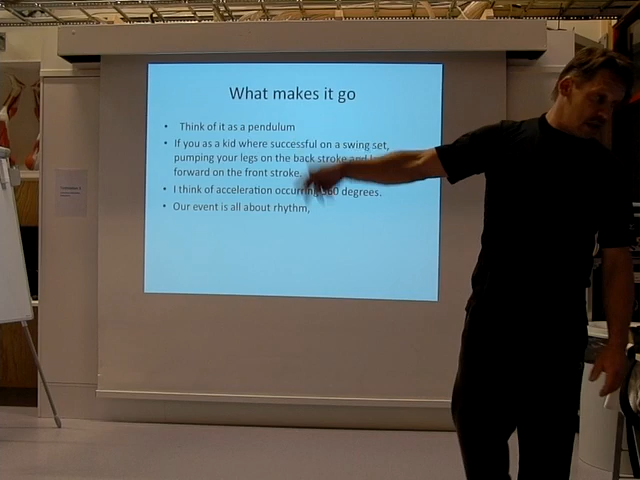 What makes it go
• Think of it as a pendulum
• If you as a kid where successful on a swing set,
pumping your legs on the back stroke and
forward on the front stroke.
• I think of acceleration occurring 360 degrees.
• Our event is all about rhythm,